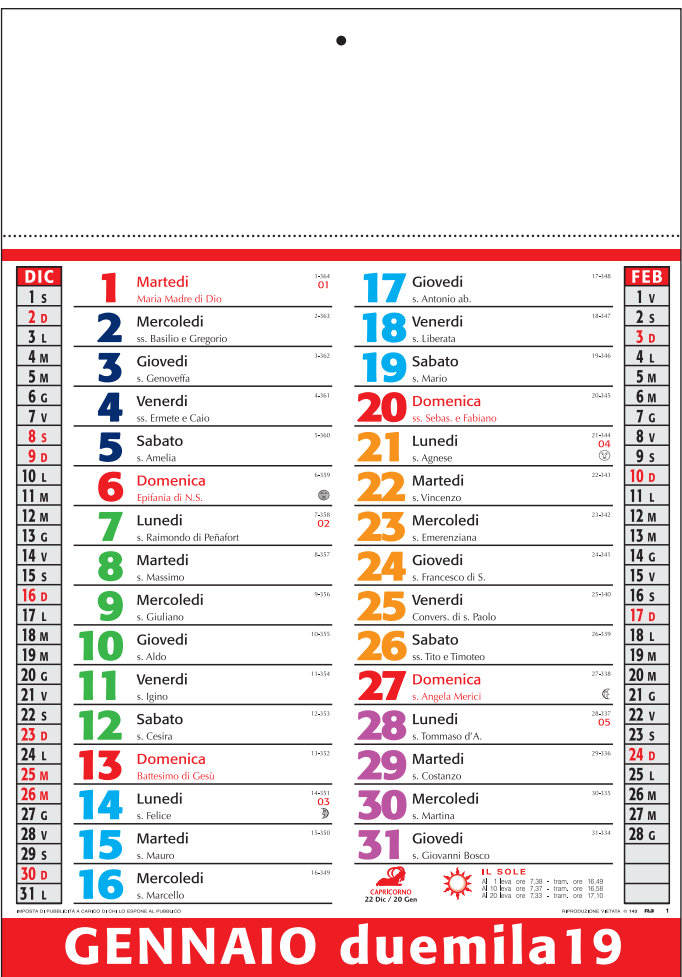 DIC
1 S
2 D
3 L
4 M
5 M
6 G
7 V
8 S
9 D
10 L
11 M
12 M
13 G
14 V
15 S
16 D
17 L
18 M
19 M
20 G
21 V
22 S
23 D
24 L
25 M
26 M
27 G
28 V
29 S
30 D
31 L
1 Martedì 1-364
Maria Madre di Dio 01
2 Mercoledì 2-363
ss. Basilio e Gregorio
3 Giovedì 3-362
s. Genoveffa
4 Venerdì 4-361
ss. Ermete e Caio
5 Sabato 5-360
s. Amelia
6 Domenica 6-359
Epifania di N.S.
7 Lunedì 7-358
s. Raimondo di Peñafort 02
8 Martedì 8-357
s. Massimo
9 Mercoledì 9-356
s. Giuliano
10 Giovedì 10-355
s. Aldo
11 Venerdì 11-354
s. Igino
12 Sabato 12-353
s. Cesira
13 Domenica 13-352
Battesimo di Gesù
14 Lunedì 14-351
s. Felice 03
15 Martedì 15-350
s. Mauro
16 Mercoledì 16-349
s. Marcello
17 Giovedì 17-348
s. Antonio ab.
18 Venerdì 18-347
s. Liberata
19 Sabato 19-346
s. Mario
20 Domenica 20-345
ss. Sebas. e Fabiano
21 Lunedì 21-344
s. Agnese 04
22 Martedì 22-343
s. Vincenzo
23 Mercoledì 23-342
s. Emerenziana
24 Giovedì 24-341
s. Francesco di S.
25 Venerdì 25-340
Convers. di s. Paolo
26 Sabato 26-339
ss. Tito e Timoteo
27 Domenica 27-338
s. Angela Merici
28 Lunedì 28-337
s. Tommaso d'A. 05
29 Martedì 29-336
s. Costanzo
30 Mercoledì 30-335
s. Martina
31 Giovedì 31-334
s. Giovanni Bosco
CAPRICORNO
22 Dic / 20 Gen
IL SOLE
Al 1 leva ore 7,38 - tram. ore 16,49
Al 10 leva ore 7,37 - tram. ore 16,58
Al 20 leva ore 7,33 - tram. ore 17,10
FEB
1 V
2 S
3 D
4 L
5 M
6 M
7 G
8 V
9 S
10 D
11 L
12 M
13 M
14 G
15 V
16 S
17 D
18 L
19 M
20 M
21 G
22 V
23 S
24 D
25 L
26 M
27 M
28 G
IMPOSTA DI PUBBLICITÀ A CARICO DI CHI LO ESPONE AL PUBBLICO
RIPRODUZIONE VIETATA © 143 1
GENNAIO duemila19